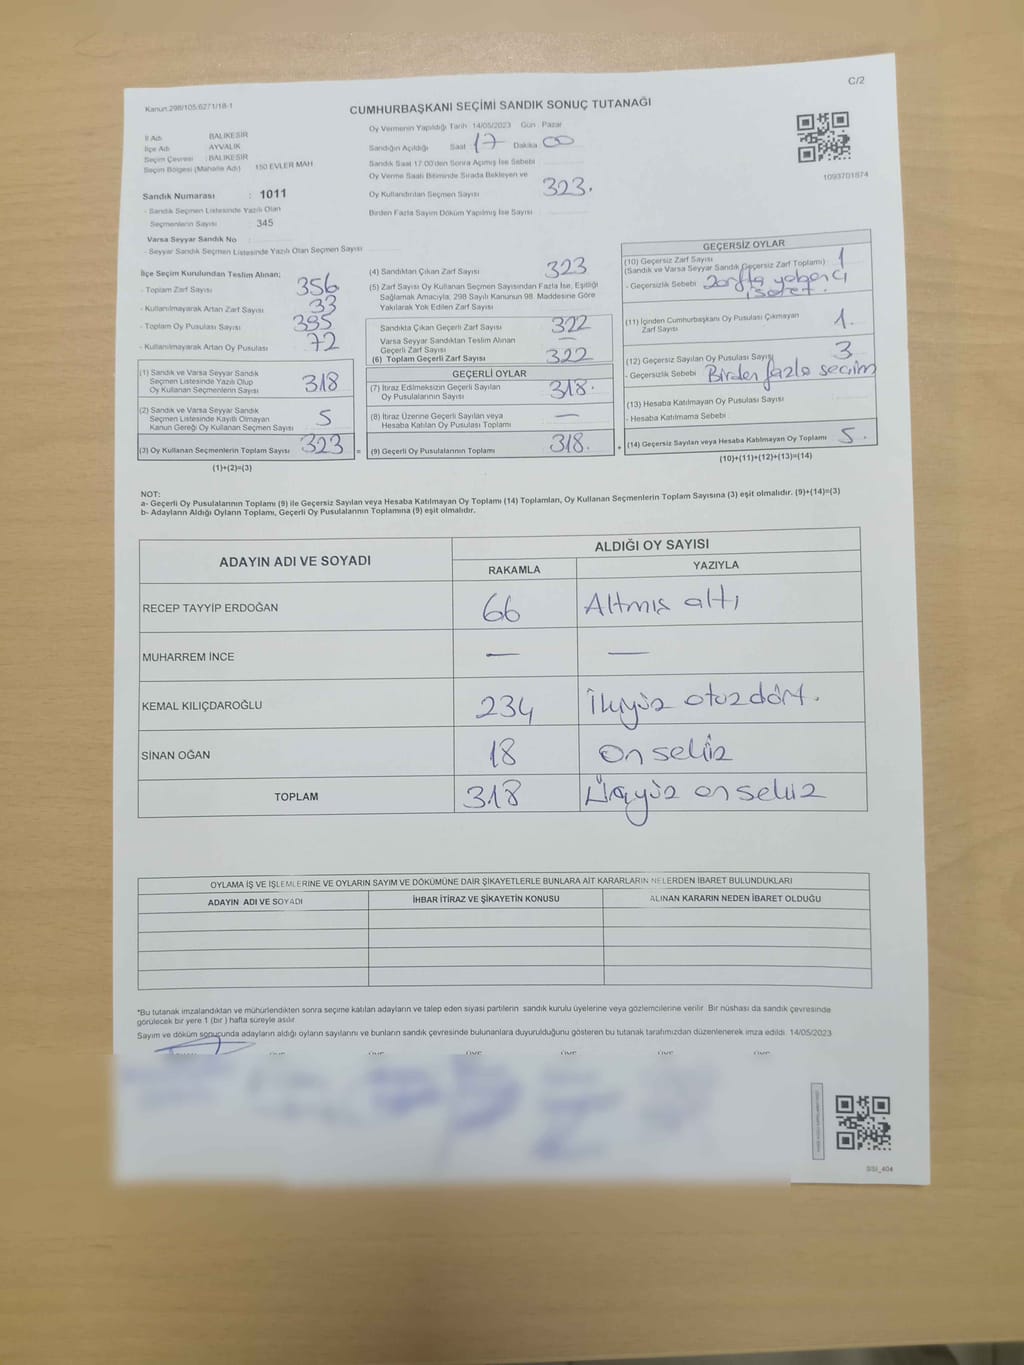 C/2
Kanun:298/105;6271/18-1
CUMHURBAŞKANI SEÇİMİ SANDIK SONUÇ TUTANAĞI
İl Adı BALIKESİR
İlçe Adı AYVALIK
Seçim Çevresi : BALIKESİR
Seçim Bölgesi (Mahalle Adı) 150 EVLER MAH
Sandık Numarası : 1011
- Sandık Seçmen Listesinde Yazılı Olan
Seçmenlerin Sayısı 345
Varsa Seyyar Sandık No
- Seyyar Sandık Seçmen Listesinde Yazılı Olan Seçmen Sayısı
Oy Vermenin Yapıldığı Tarih 14/05/2023 Gün Pazar
Sandığın Açıldığı Saat 17 Dakika 00
Sandık Saat 17:00'den Sonra Açımış İse Sebebi
Oy Verme Saati Bitiminde Sırada Bekleyen ve
Oy Kullandırılan Seçmen Sayısı 323.
Birden Fazla Sayım Döküm Yapılmış İse Sayısı
1093701874
İlçe Seçim Kurulundan Teslim Alınan;
- Toplam Zarf Sayısı 356
- Kullanılmayarak Artan Zarf Sayısı 33
- Toplam Oy Pusulası Sayısı 395
- Kullanılmayarak Artan Oy Pusulası 72
(1) Sandık ve Varsa Seyyar Sandık
Seçmen Listesinde Yazılı Olup
Oy Kullanan Seçmenlerin Sayısı 318
(2) Sandık ve Varsa Seyyar Sandık
Seçmen Listesinde Kayıtlı Olmayan
Kanun Gereği Oy Kullanan Seçmen Sayısı 5
(3) Oy Kullanan Seçmenlerin Toplam Sayısı 323
(1)+(2)=(3)
(4) Sandıktan Çıkan Zarf Sayısı 323
(5) Zarf Sayısı Oy Kullanan Seçmen Sayısından Fazla İse, Eşitliği
Sağlamak Amacıyla, 298 Sayılı Kanunun 98. Maddesine Göre
Yakılarak Yok Edilen Zarf Sayısı
Sandıkta Çıkan Geçerli Zarf Sayısı 322
Varsa Seyyar Sandıktan Teslim Alınan
Geçerli Zarf Sayısı —
(6) Toplam Geçerli Zarf Sayısı 322
GEÇERLİ OYLAR
(7) İtiraz Edilmeksizin Geçerli Sayılan
Oy Pusulalarının Sayısı 318.
(8) İtiraz Üzerine Geçerli Sayılan veya
Hesaba Katılan Oy Pusulası Toplamı —
= (9) Geçerli Oy Pusulalarının Toplamı 318.
GEÇERSİZ OYLAR
(10) Geçersiz Zarf Sayısı
(Sandık ve Varsa Seyyar Sandık Geçersiz Zarf Toplamı) 1
- Geçersizlik Sebebi zarfta yabancı
işaret.
(11) İçinden Cumhurbaşkanı Oy Pusulası Çıkmayan
Zarf Sayısı 1.
(12) Geçersiz Sayılan Oy Pusulası Sayısı 3
- Geçersizlik Sebebi Birden fazla seçim
(13) Hesaba Katılmayan Oy Pusulası Sayısı
- Hesaba Katılmama Sebebi
+ (14) Geçersiz Sayılan veya Hesaba Katılmayan Oy Toplamı 5.
(10)+(11)+(12)+(13)=(14)
NOT:
a- Geçerli Oy Pusulalarının Toplamı (9) ile Geçersiz Sayılan veya Hesaba Katılmayan Oy Toplamı (14) Toplamları, Oy Kullanan Seçmenlerin Toplam Sayısına (3) eşit olmalıdır. (9)+(14)=(3)
b- Adayların Aldığı Oyların Toplamı, Geçerli Oy Pusulalarının Toplamına (9) eşit olmalıdır.
ADAYIN ADI VE SOYADI ALDIĞI OY SAYISI
RAKAMLA YAZIYLA
RECEP TAYYİP ERDOĞAN 66 Altmış altı
MUHARREM İNCE — —
KEMAL KILIÇDAROĞLU 234 İkiyüz otuzdört.
SİNAN OĞAN 18 On sekiz
TOPLAM 318 Üçyüz onsekiz
OYLAMA İŞ VE İŞLEMLERİNE VE OYLARIN SAYIM VE DÖKÜMÜNE DAİR ŞİKAYETLERLE BUNLARA AİT KARARLARIN NELERDEN İBARET BULUNDUKLARI
ADAYIN ADI VE SOYADI İHBAR İTİRAZ VE ŞİKAYETİN KONUSU ALINAN KARARIN NEDEN İBARET OLDUĞU
*Bu tutanak imzalandıktan ve mühürlendikten sonra seçime katılan adayların ve talep eden siyasi partilerin sandık kurulu üyelerine veya gözlemcilerine verilir. Bir nüshası da sandık çevresinde
görülecek bir yere 1 (bir ) hafta süreyle asılır.
Sayım ve döküm sonucunda adayların aldığı oyların sayılarını ve bunların sandık çevresinde bulunanlara duyurulduğunu gösteren bu tutanak tarafımızdan düzenlenerek imza edildi. 14/05/2023
SSI_404